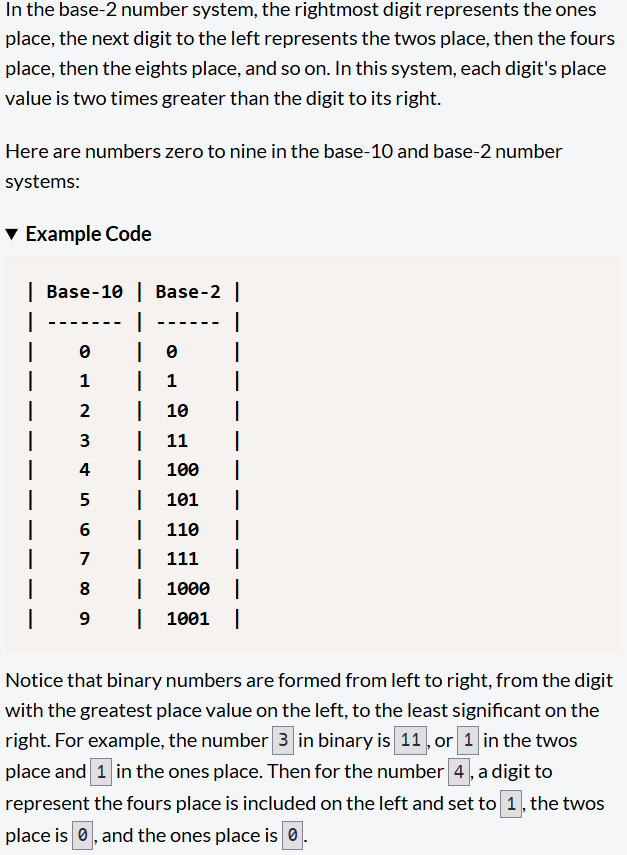 In the base-2 number system, the rightmost digit represents the ones
place, the next digit to the left represents the twos place, then the fours
place, then the eights place, and so on. In this system, each digit's place
value is two times greater than the digit to its right.
Here are numbers zero to nine in the base-10 and base-2 number
systems:
▼ Example Code
| Base-10 | Base-2 |
| ------- | ------ |
|    0    | 0      |
|    1    | 1      |
|    2    | 10     |
|    3    | 11     |
|    4    | 100    |
|    5    | 101    |
|    6    | 110    |
|    7    | 111    |
|    8    | 1000   |
|    9    | 1001   |
Notice that binary numbers are formed from left to right, from the digit
with the greatest place value on the left, to the least significant on the
right. For example, the number 3 in binary is 11, or 1 in the twos
place and 1 in the ones place. Then for the number 4, a digit to
represent the fours place is included on the left and set to 1, the twos
place is 0, and the ones place is 0.